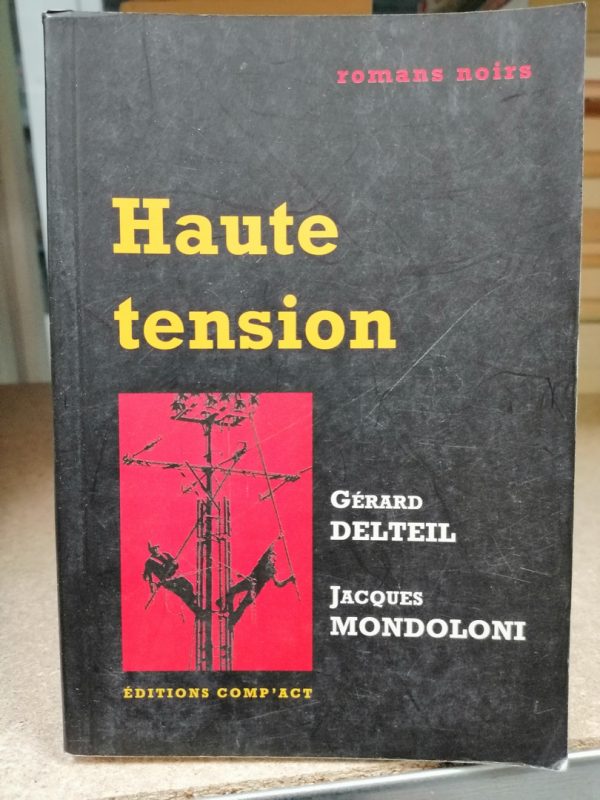 romans noirs
Haute
tension
Gérard
DELTEIL
Jacques
MONDOLONI
ÉDITIONS COMP'ACT